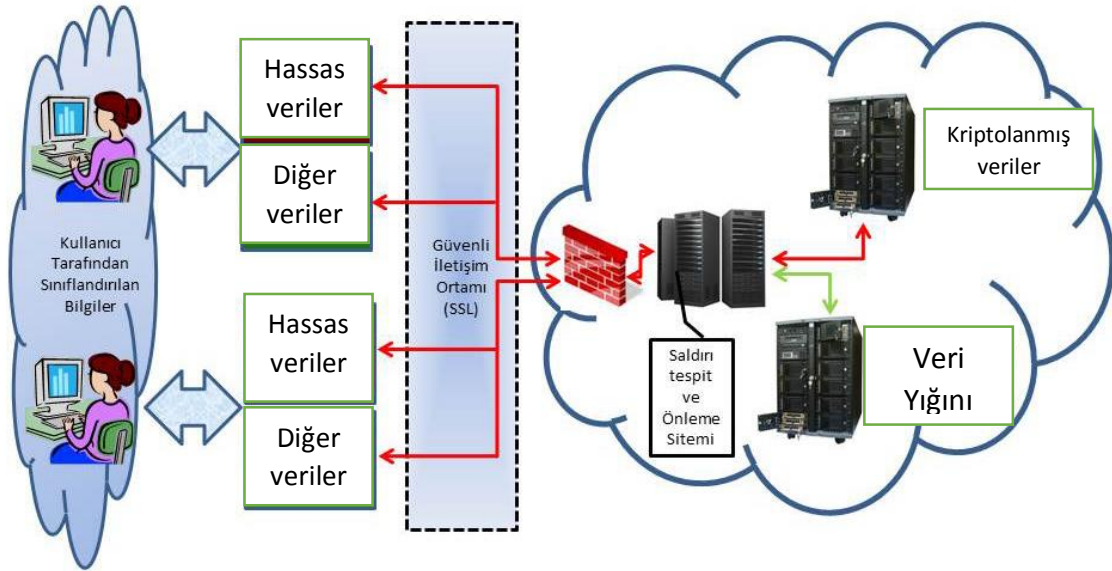 Kullanıcı
Tarafından
Sınıflandırılan
Bilgiler
Hassas
veriler
Diğer
veriler
Hassas
veriler
Diğer
veriler
Güvenli
İletişim
Ortamı
(SSL)
Saldırı
tespit
ve
Önleme
Sitemi
Kriptolanmış
veriler
Veri
Yığını